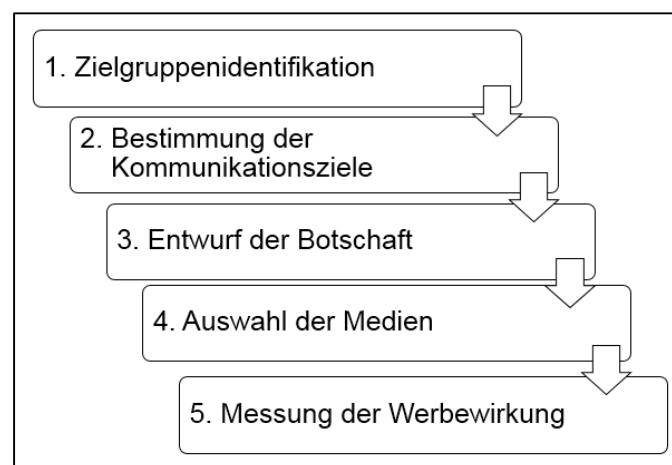 1. Zielgruppenidentifikation
2. Bestimmung der
Kommunikationsziele
3. Entwurf der Botschaft
4. Auswahl der Medien
5. Messung der Werbewirkung